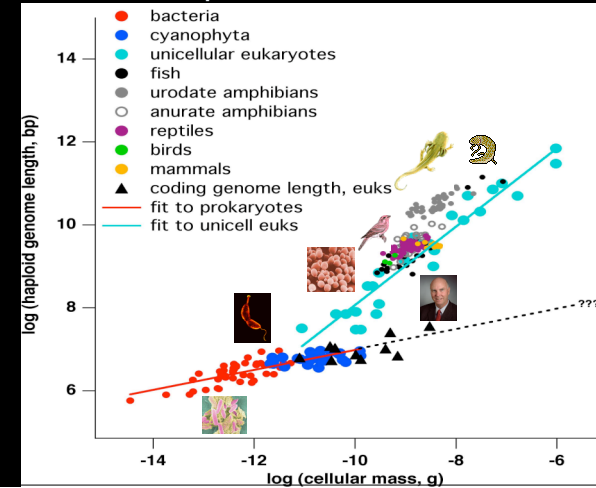 bacteria
cyanophyta
unicellular eukaryotes
fish
urodate amphibians
anurate amphibians
reptiles
birds
mammals
coding genome length, euks
fit to prokaryotes
fit to unicell euks
log (haploid genome length, bp)
14
12
10
8
6
???
-14
-12
-10
-8
-6
log (cellular mass, g)